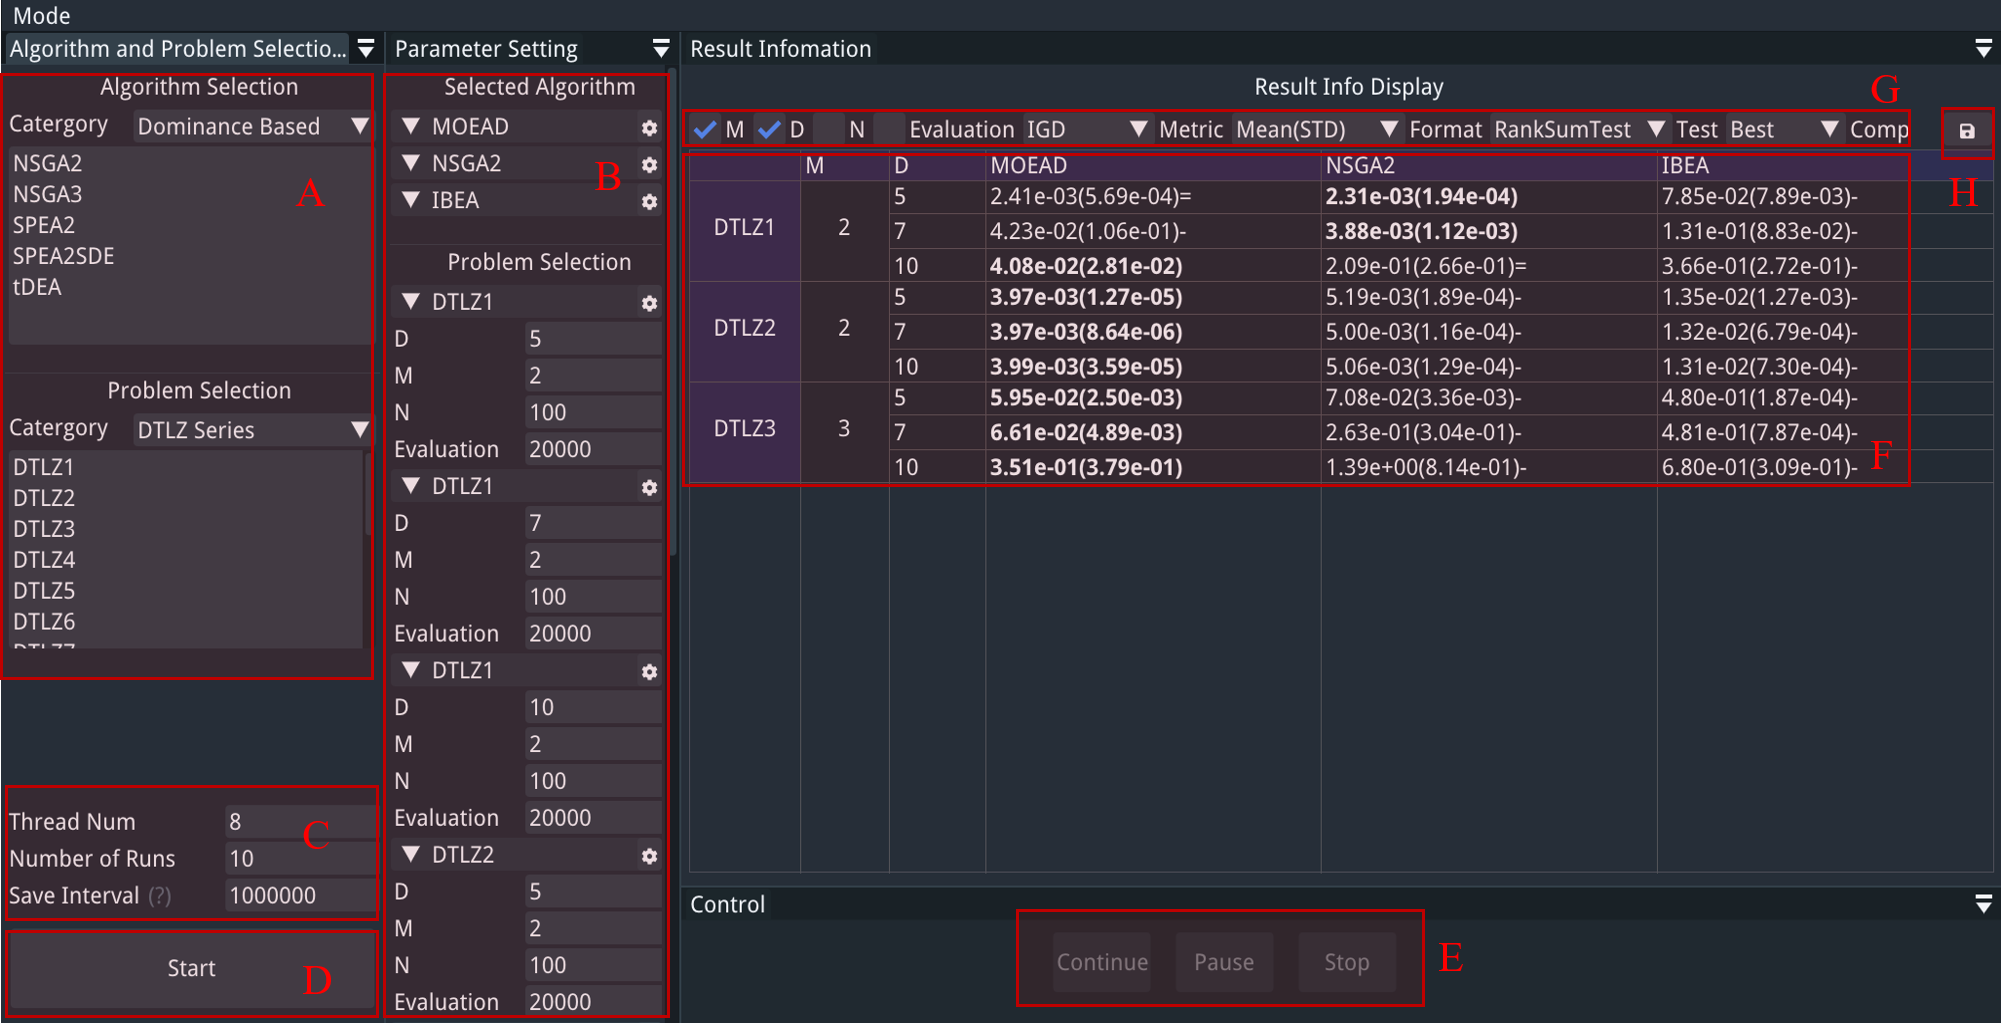 Mode
Algorithm and Problem Selectio...
Algorithm Selection
Catergory Dominance Based
NSGA2
NSGA3
SPEA2
SPEA2SDE
tDEA
A
Problem Selection
Catergory DTLZ Series
DTLZ1
DTLZ2
DTLZ3
DTLZ4
DTLZ5
DTLZ6
Thread Num 8
Number of Runs 10
Save Interval (?) 1000000
C
Start
D
Parameter Setting
Selected Algorithm
MOEAD
NSGA2
IBEA
B
Problem Selection
DTLZ1
D 5
M 2
N 100
Evaluation 20000
DTLZ1
D 7
M 2
N 100
Evaluation 20000
DTLZ1
D 10
M 2
N 100
Evaluation 20000
DTLZ2
D 5
M 2
N 100
Evaluation 20000
Result Infomation
Result Info Display
G
M D N Evaluation IGD Metric Mean(STD) Format RankSumTest Test Best Comp
H
M D MOEAD NSGA2 IBEA
DTLZ1 2 5 2.41e-03(5.69e-04)= 2.31e-03(1.94e-04) 7.85e-02(7.89e-03)-
7 4.23e-02(1.06e-01)- 3.88e-03(1.12e-03) 1.31e-01(8.83e-02)-
10 4.08e-02(2.81e-02) 2.09e-01(2.66e-01)= 3.66e-01(2.72e-01)-
DTLZ2 2 5 3.97e-03(1.27e-05) 5.19e-03(1.89e-04)- 1.35e-02(1.27e-03)-
7 3.97e-03(8.64e-06) 5.00e-03(1.16e-04)- 1.32e-02(6.79e-04)-
10 3.99e-03(3.59e-05) 5.06e-03(1.29e-04)- 1.31e-02(7.30e-04)-
DTLZ3 3 5 5.95e-02(2.50e-03) 7.08e-02(3.36e-03)- 4.80e-01(1.87e-04)-
7 6.61e-02(4.89e-03) 2.63e-01(3.04e-01)- 4.81e-01(7.87e-04)-
10 3.51e-01(3.79e-01) 1.39e+00(8.14e-01)- 6.80e-01(3.09e-01)-
F
Control
Continue Pause Stop
E